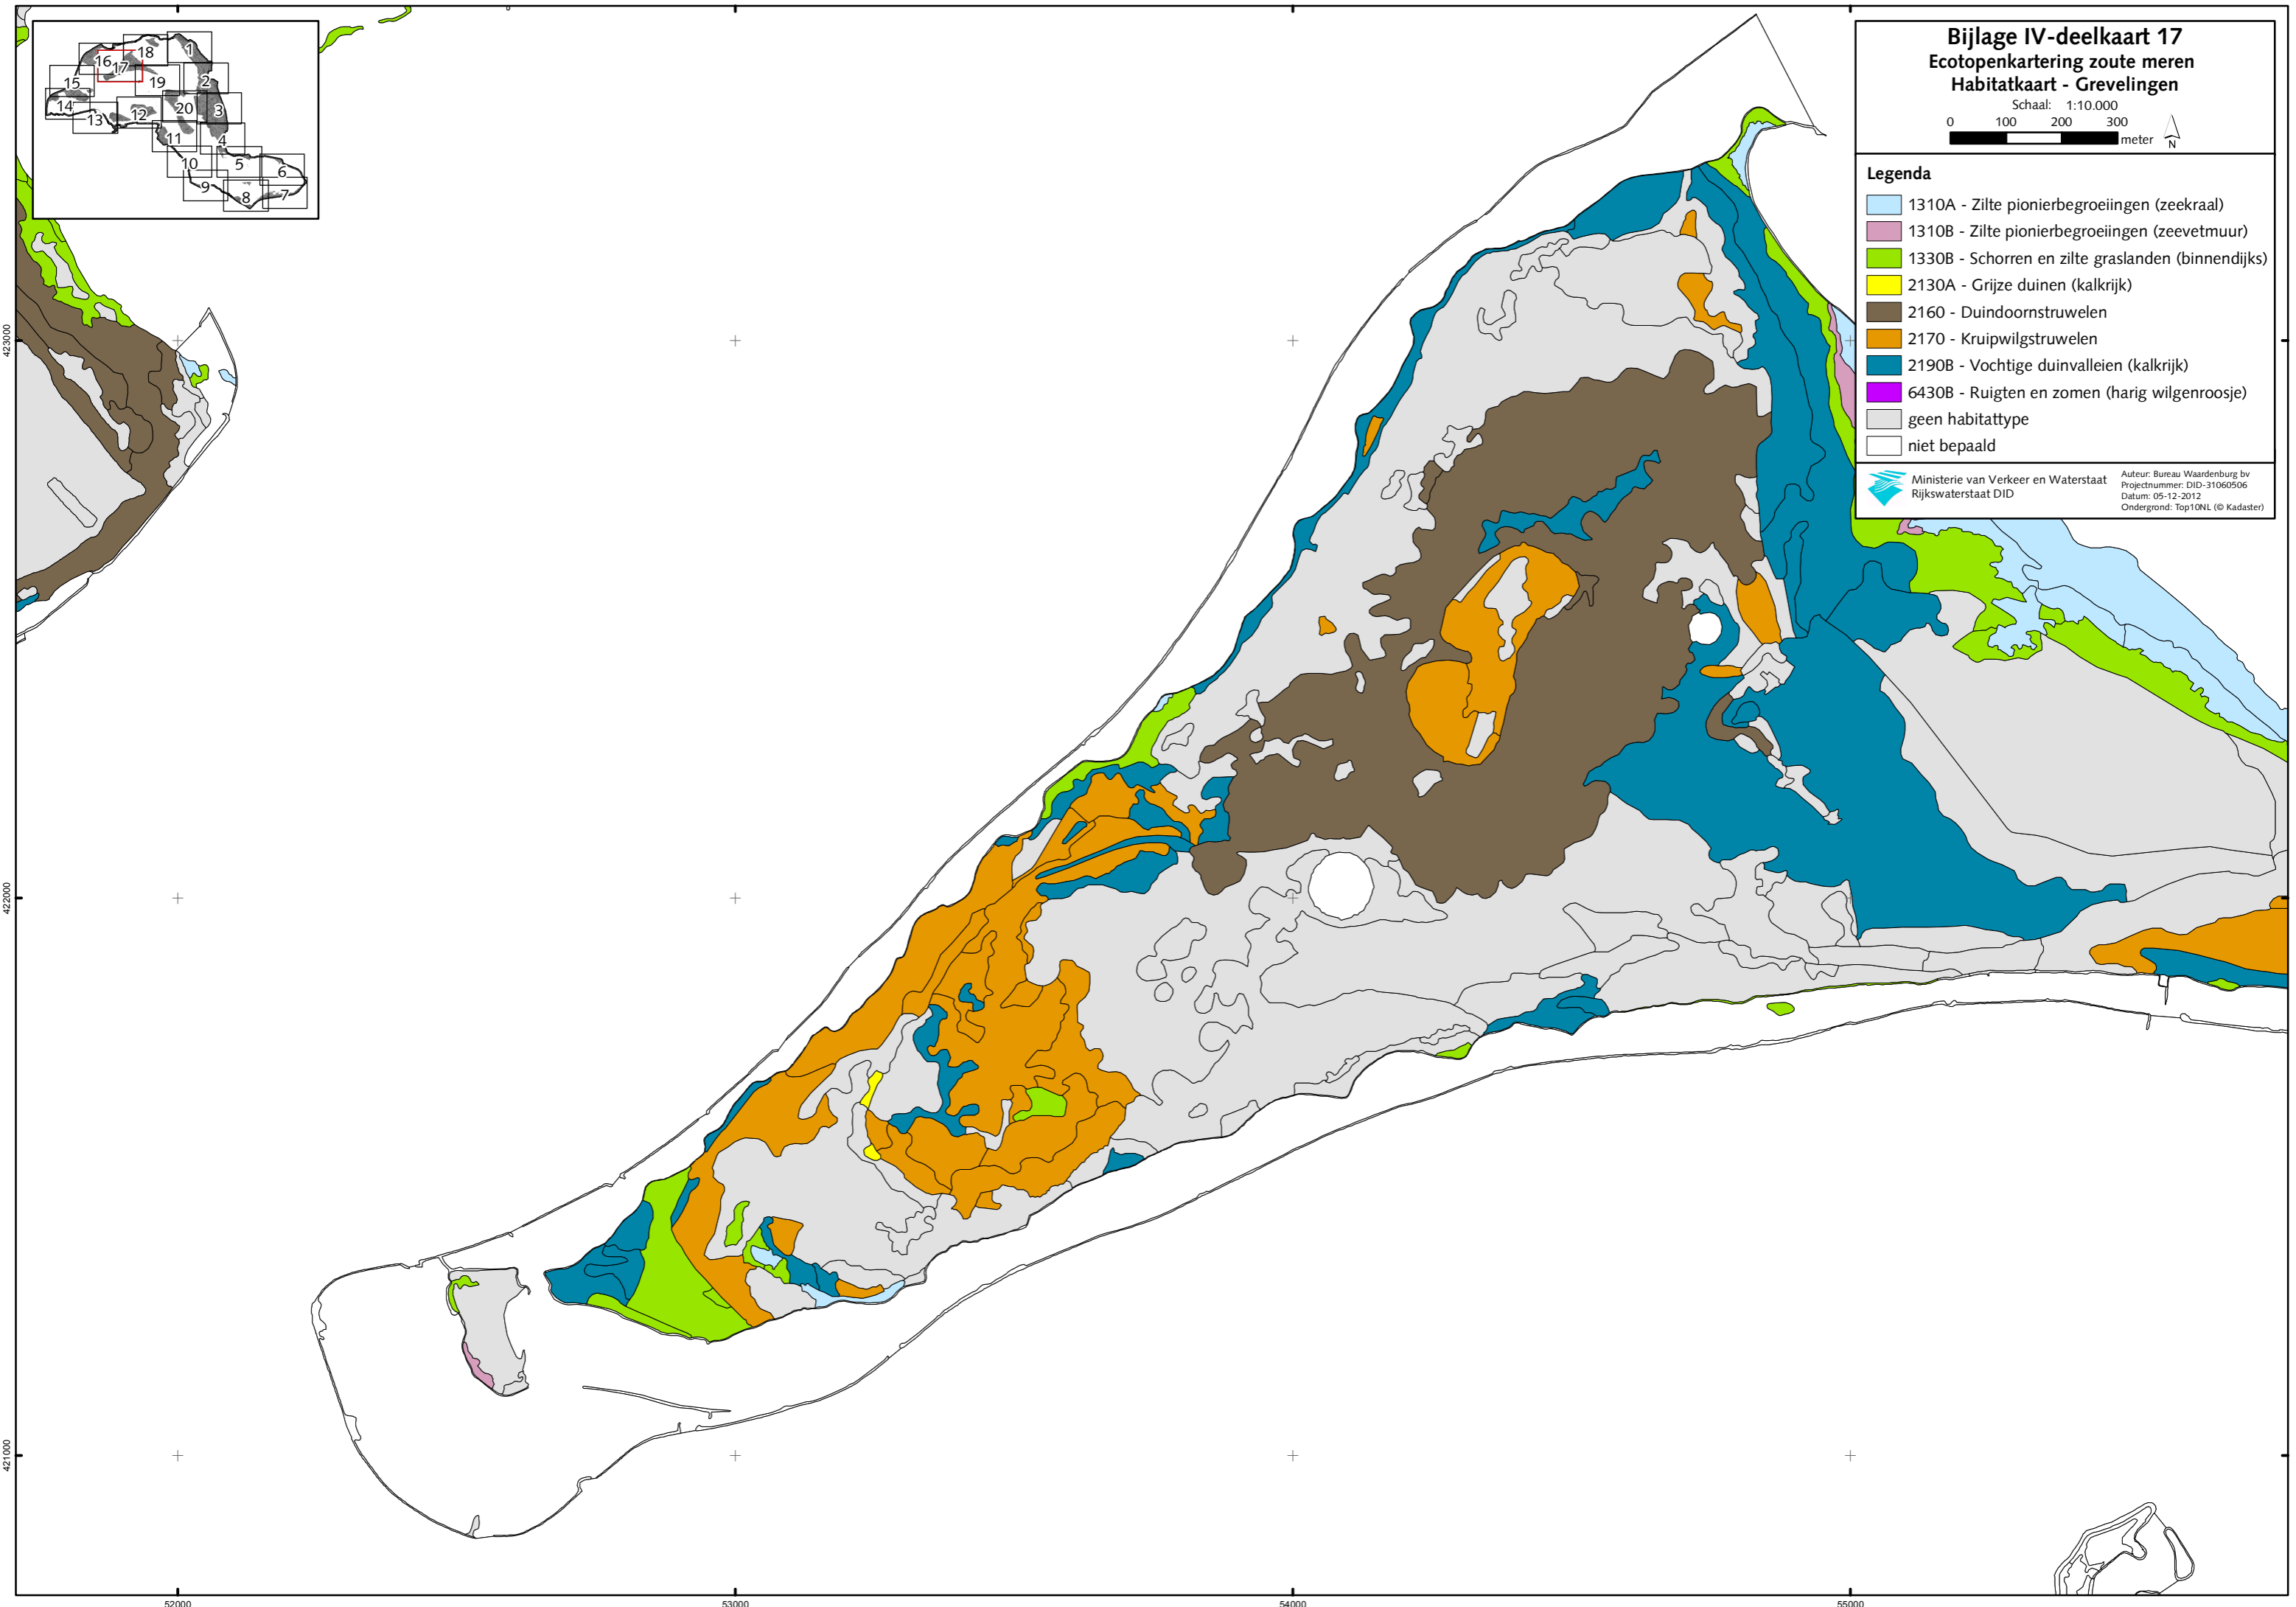 Bijlage IV-deelkaart 17
Ecotopenkartering zoute meren
Habitatkaart - Grevelingen
Schaal: 1:10.000
0 100 200 300
meter
N
Legenda
1310A - Zilte pionierbegroeiingen (zeekraal)
1310B - Zilte pionierbegroeiingen (zeevetmuur)
1330B - Schorren en zilte graslanden (binnendijks)
2130A - Grijze duinen (kalkrijk)
2160 - Duindoornstruwelen
2170 - Kruipwilgstruwelen
2190B - Vochtige duinvalleien (kalkrijk)
6430B - Ruigten en zomen (harig wilgenroosje)
geen habitattype
niet bepaald
Ministerie van Verkeer en Waterstaat
Rijkswaterstaat DID
Auteur: Bureau Waardenburg bv
Projectnummer: DID-31060506
Datum: 05-12-2012
Ondergrond: Top10NL (© Kadaster)
18
1
16
17
15
19
2
14
12
20
3
13
11
4
10
5
6
9
8
7
423000
422000
421000
52000
53000
54000
55000